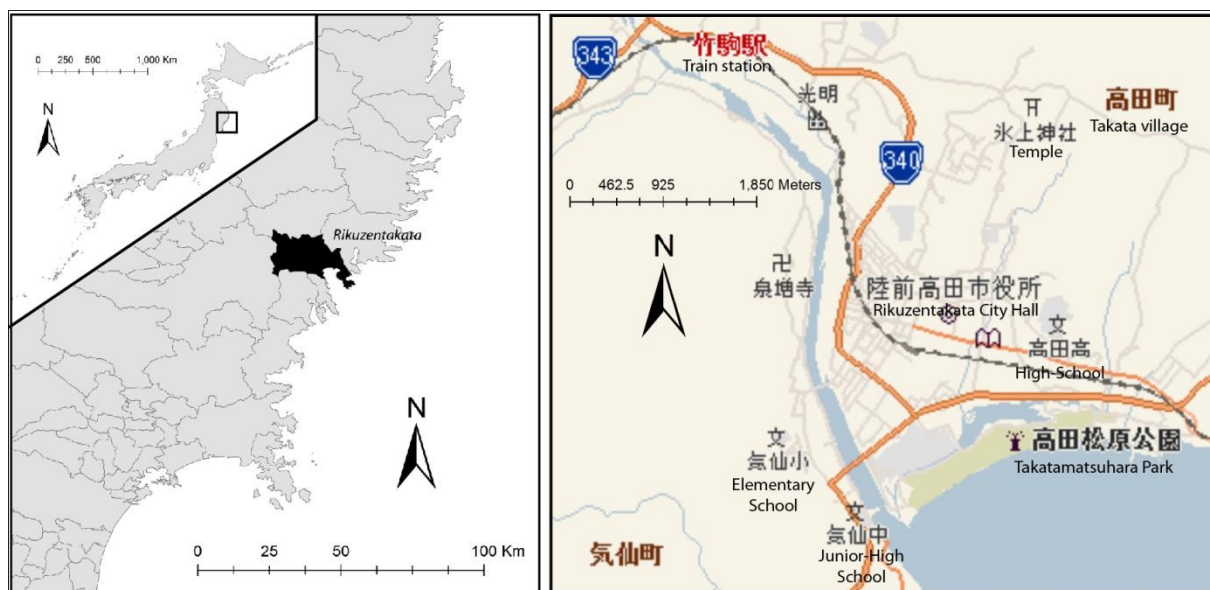 0 250 500 1,000 Km
N
Rikuzentakata
N
0 25 50 100 Km
343
竹駒駅
Train station
光明
高田町
Takata village
氷上神社
Temple
340
0 462.5 925 1,850 Meters
N
卍
泉増寺
陸前高田市役所
Rikuzentakata City Hall
文
高田高
High-School
高田松原公園
Takatamatsuhara Park
文
気仙小
Elementary
School
文
気仙中
Junior-High
School
気仙町